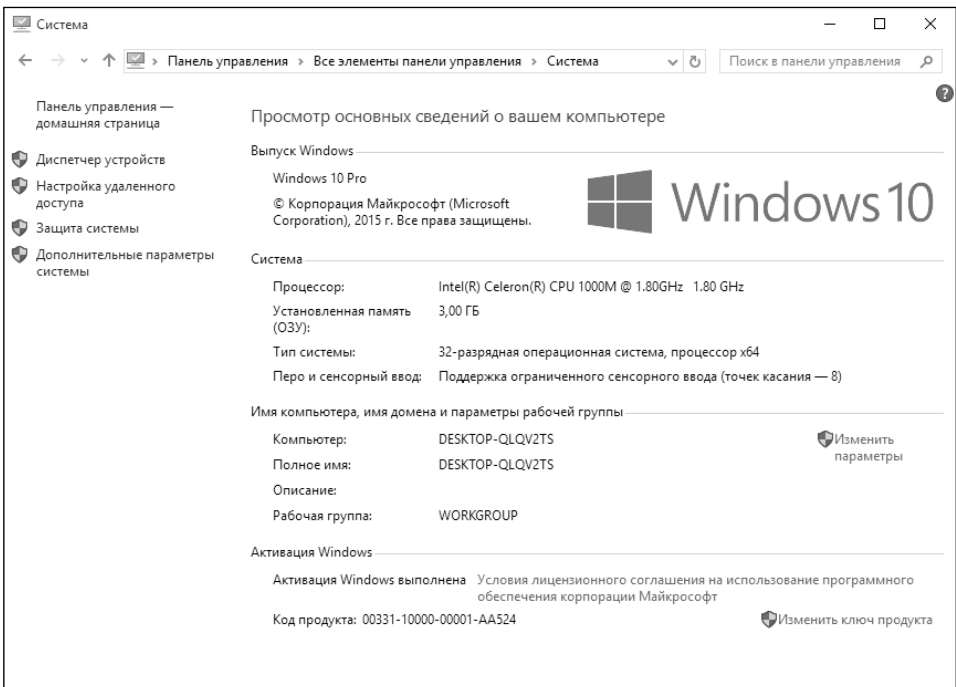 Система
Панель управления › Все элементы панели управления › Система
Поиск в панели управления
Панель управления —
домашняя страница
Диспетчер устройств
Настройка удаленного
доступа
Защита системы
Дополнительные параметры
системы
?
Просмотр основных сведений о вашем компьютере
Выпуск Windows
Windows 10 Pro
© Корпорация Майкрософт (Microsoft
Corporation), 2015 г. Все права защищены.
Windows 10
Система
Процессор: Intel(R) Celeron(R) CPU 1000M @ 1.80GHz 1.80 GHz
Установленная память 3,00 ГБ
(ОЗУ):
Тип системы: 32-разрядная операционная система, процессор x64
Перо и сенсорный ввод: Поддержка ограниченного сенсорного ввода (точек касания — 8)
Имя компьютера, имя домена и параметры рабочей группы
Компьютер: DESKTOP-QLQV2TS
Изменить
параметры
Полное имя: DESKTOP-QLQV2TS
Описание:
Рабочая группа: WORKGROUP
Активация Windows
Активация Windows выполнена Условия лицензионного соглашения на использование программного
обеспечения корпорации Майкрософт
Код продукта: 00331-10000-00001-AA524 Изменить ключ продукта